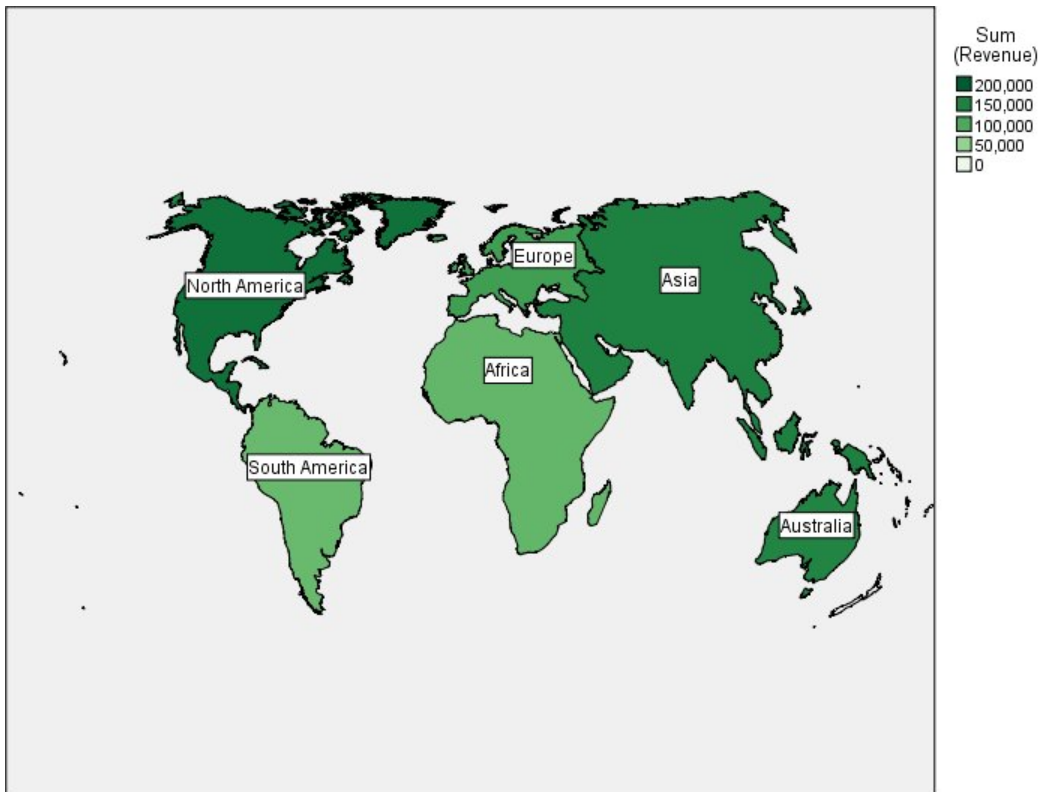 Sum
(Revenue)
200,000
150,000
100,000
50,000
0
Europe
North America
Asia
Africa
South America
Australia